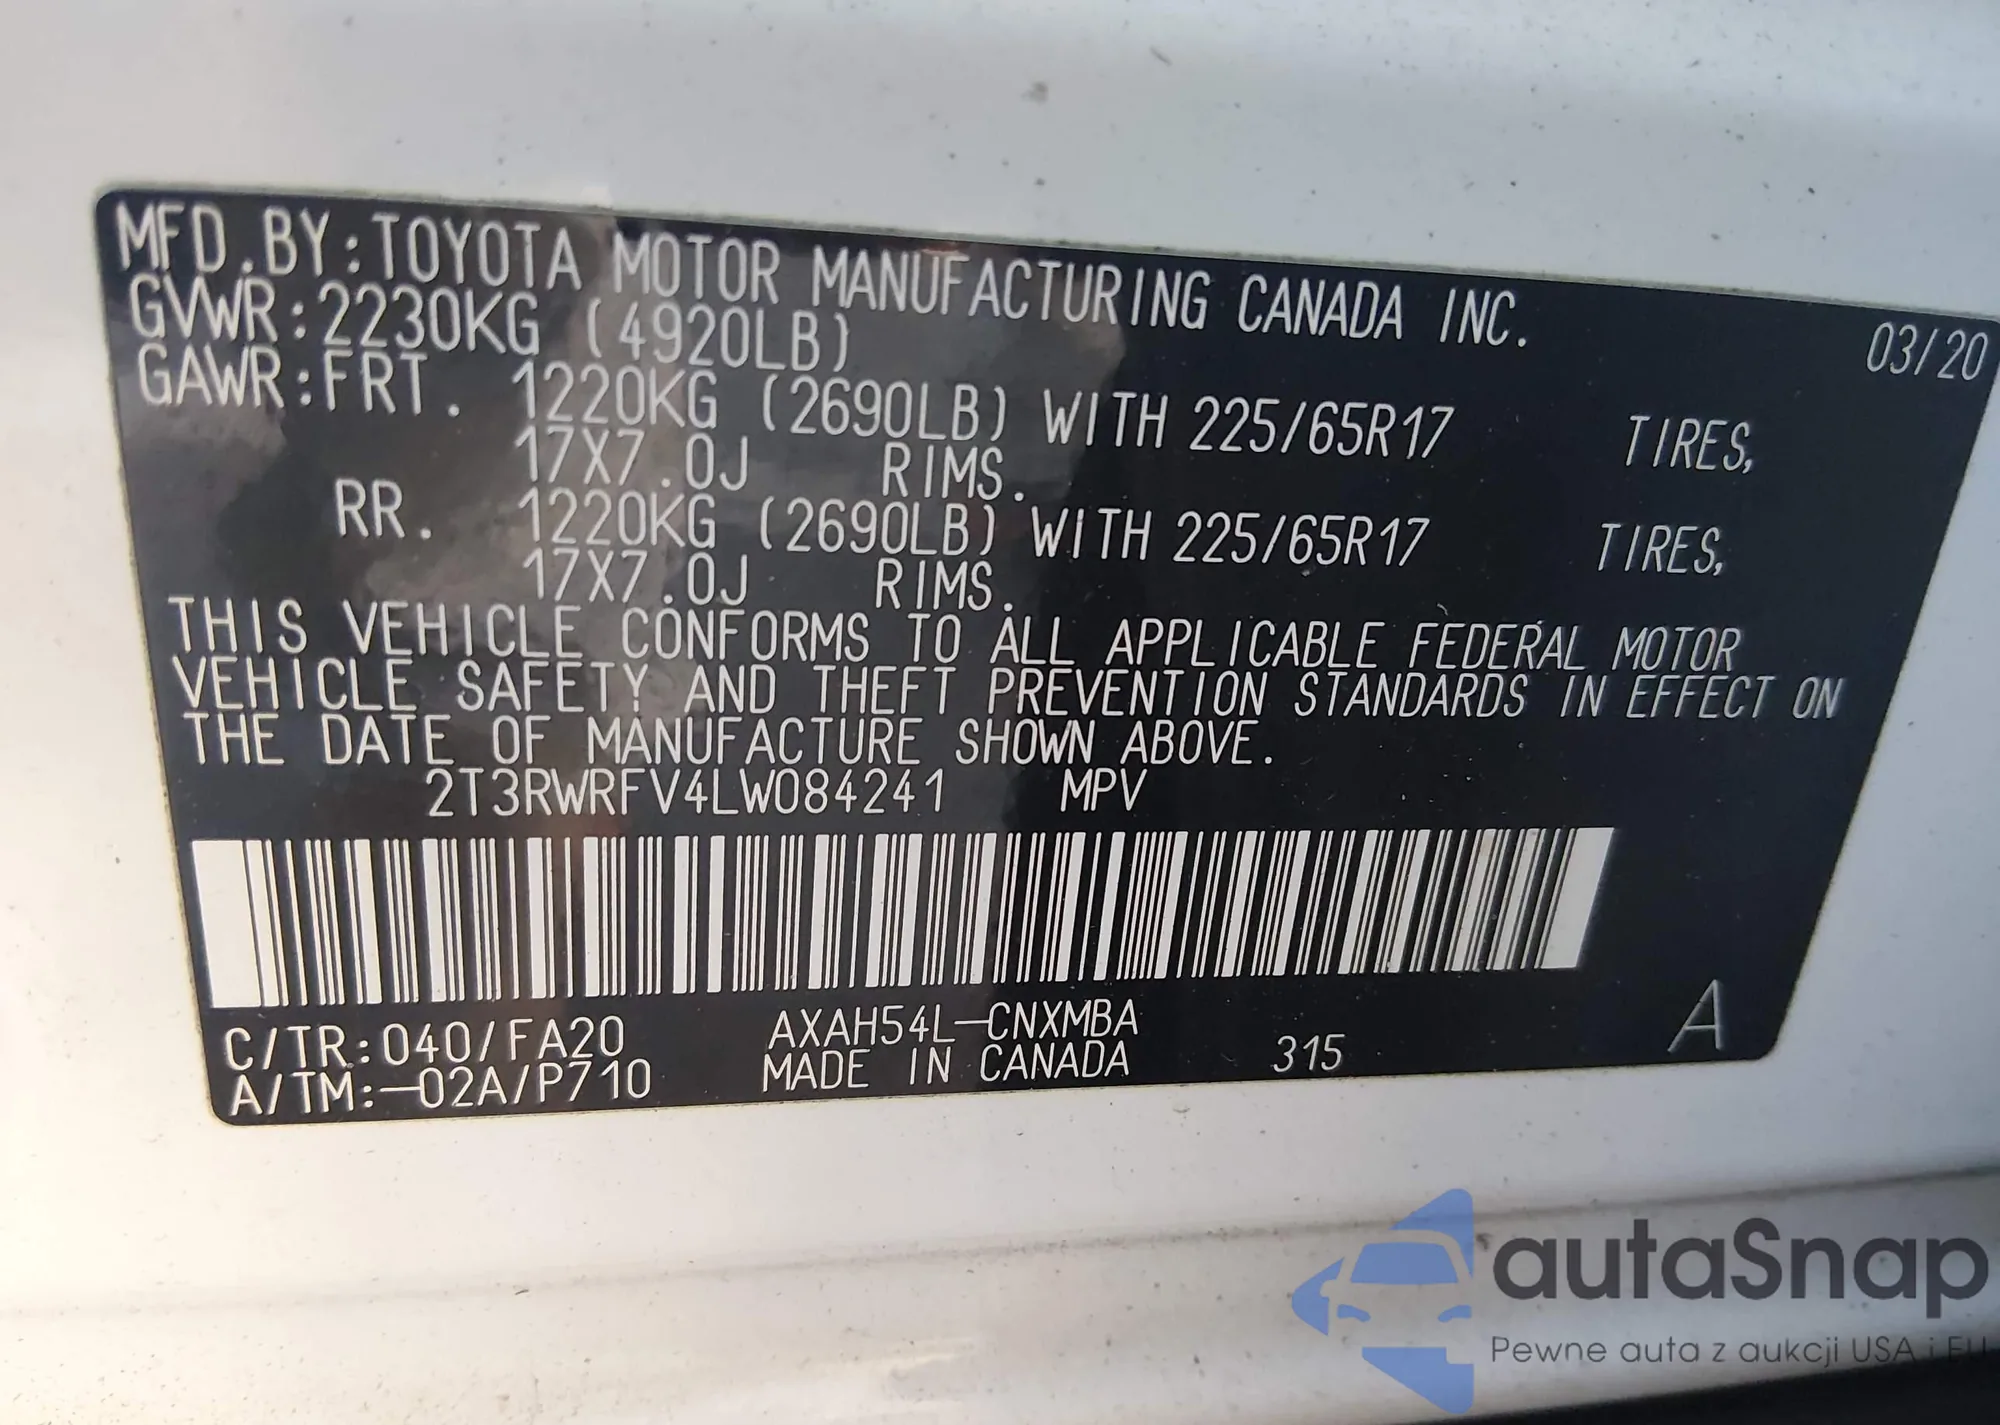 MFD.BY:TOYOTA MOTOR MANUFACTURING CANADA INC. 03/20
GVWR:2230KG (4920LB)
GAWR:FRT. 1220KG (2690LB) WITH 225/65R17 TIRES,
17X7.0J RIMS.
RR. 1220KG (2690LB) WITH 225/65R17 TIRES,
17X7.0J RIMS.
THIS VEHICLE CONFORMS TO ALL APPLICABLE FEDERAL MOTOR
VEHICLE SAFETY AND THEFT PREVENTION STANDARDS IN EFFECT ON
THE DATE OF MANUFACTURE SHOWN ABOVE.
2T3RWRFV4LW084241 MPV
C/TR:040/FA20 AXAH54L-CNXMBA
A/TM:-02A/P710 MADE IN CANADA 315 A
autaSnap
Pewne auta z aukcji USA i EU